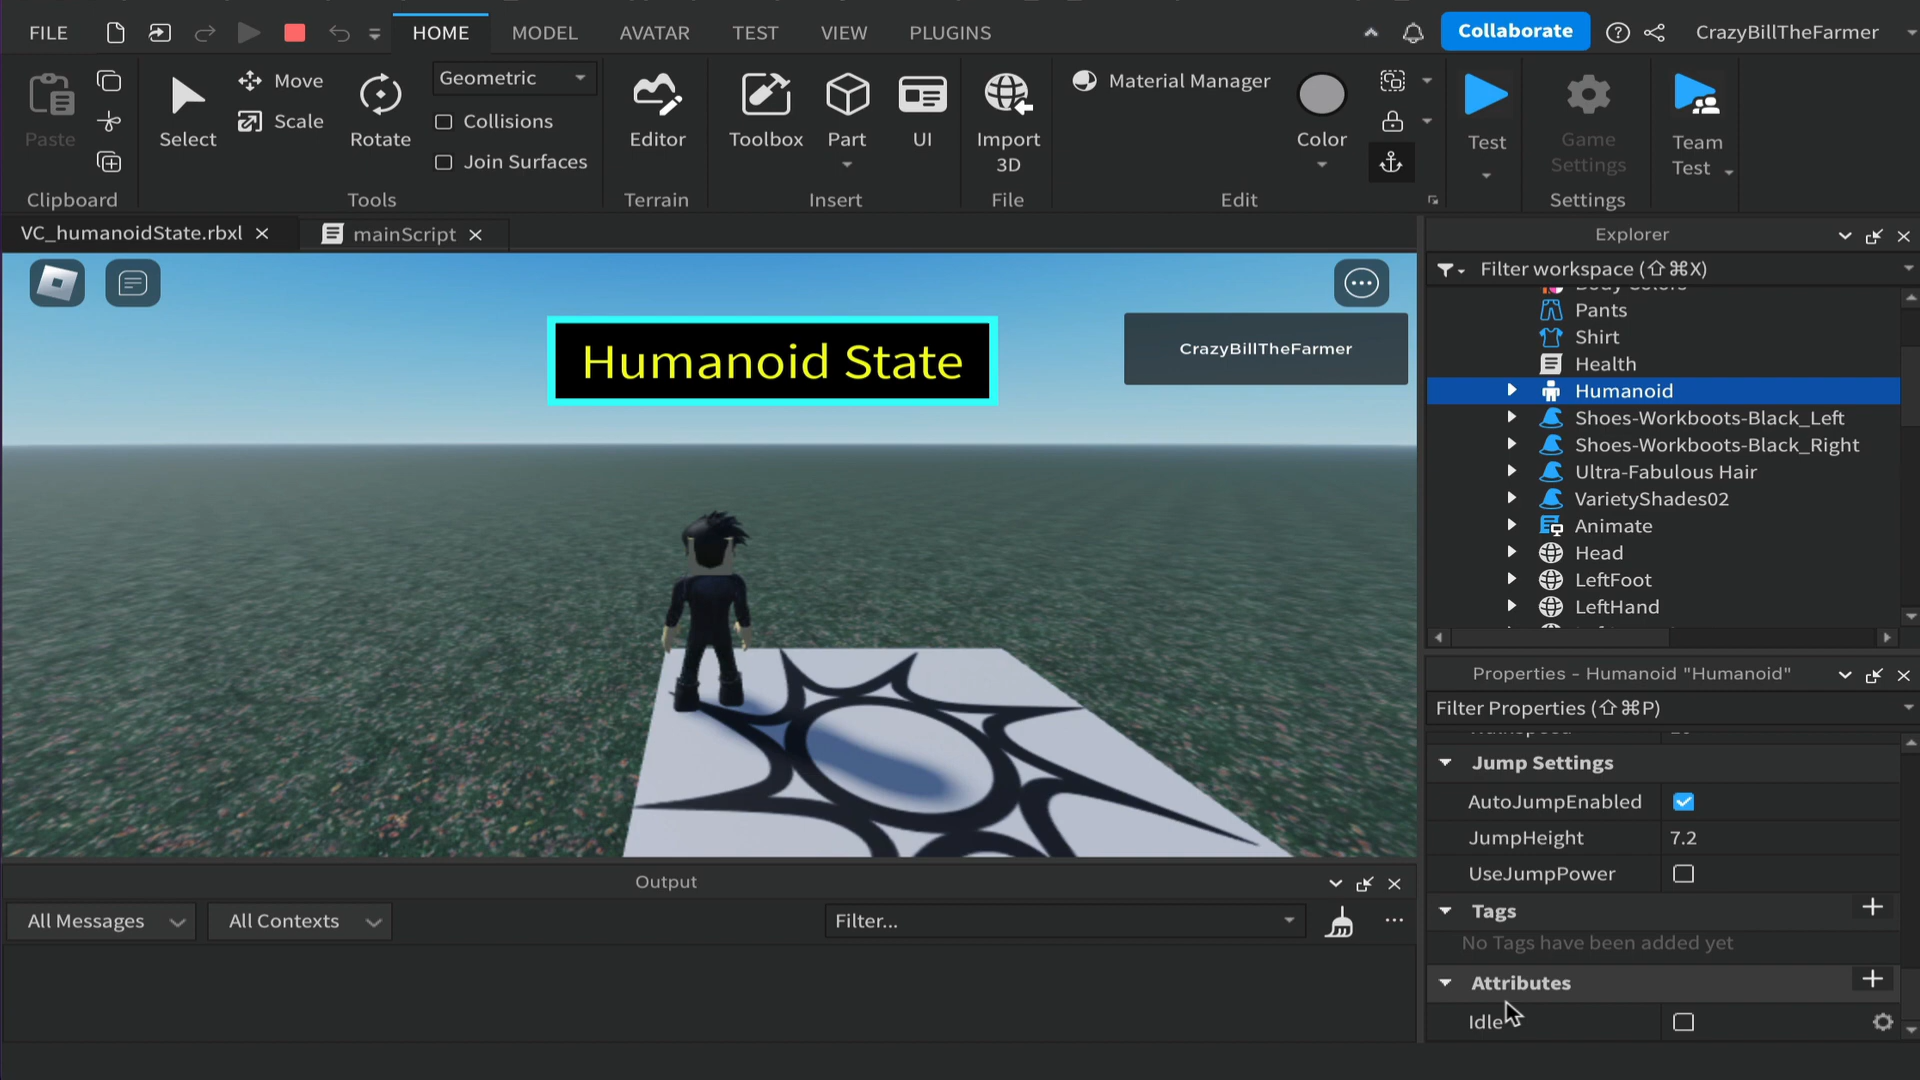 FILE
HOME
MODEL
AVATAR
TEST
VIEW
PLUGINS
Collaborate
CrazyBillTheFarmer
Paste
Clipboard
Select
Move
Scale
Rotate
Geometric
Collisions
Join Surfaces
Tools
Editor
Terrain
Toolbox
Part
UI
Insert
Import
3D
File
Material Manager
Color
Edit
Test
Game
Settings
Settings
Team
Test
VC_humanoidState.rbxl
mainScript
Humanoid State
CrazyBillTheFarmer
Explorer
Filter workspace (⇧⌘X)
Body Colors
Pants
Shirt
Health
Humanoid
Shoes-Workboots-Black_Left
Shoes-Workboots-Black_Right
Ultra-Fabulous Hair
VarietyShades02
Animate
Head
LeftFoot
LeftHand
Properties - Humanoid "Humanoid"
Filter Properties (⇧⌘P)
Jump Settings
AutoJumpEnabled
JumpHeight 7.2
UseJumpPower
Tags
No Tags have been added yet
Attributes
Idle
Output
All Messages
All Contexts
Filter...